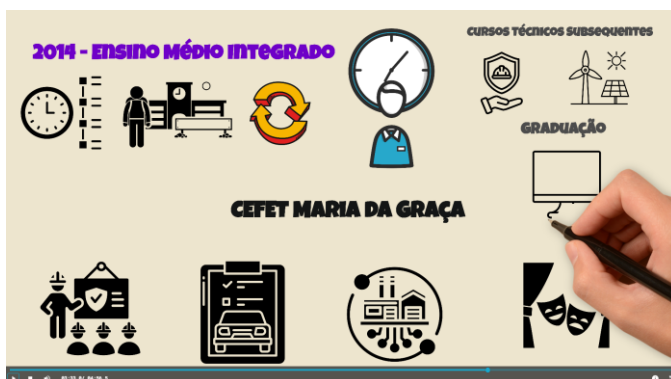 2014 - Ensino Médio Integrado
Cursos Técnicos Subsequentes
Graduação
CEFET MARIA DA GRAÇA